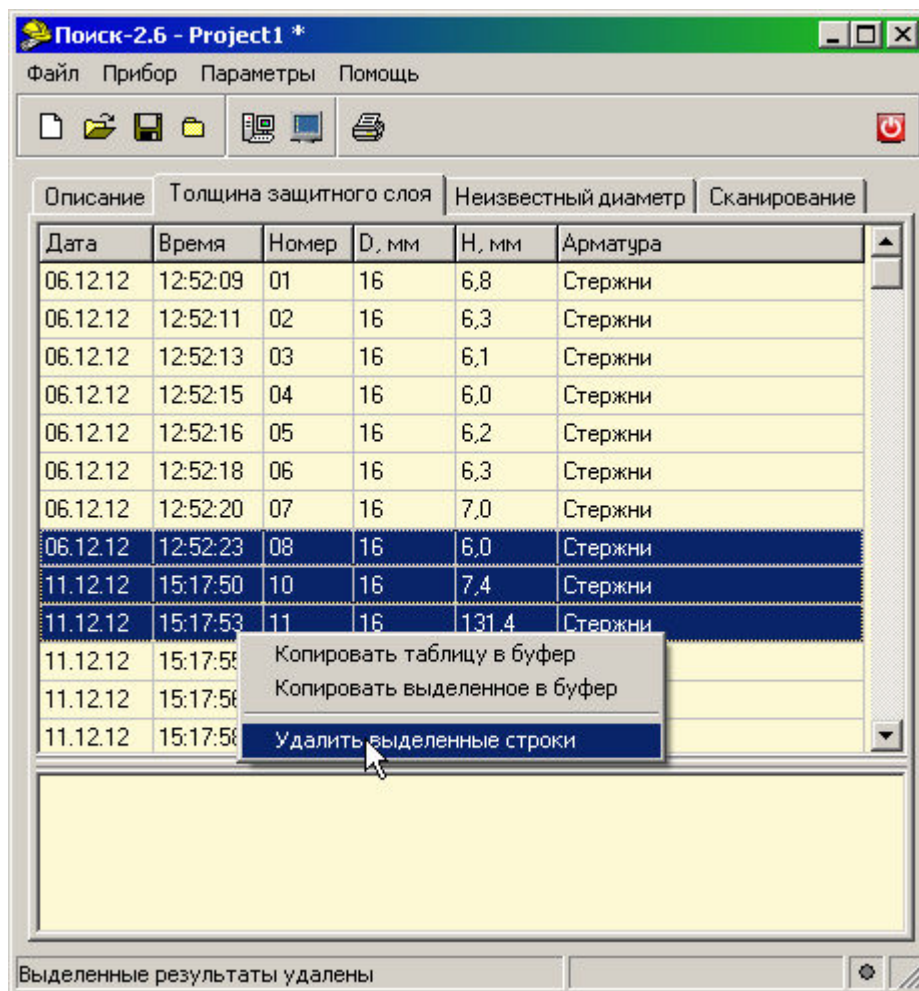 Поиск-2.6 - Project1 *
Файл Прибор Параметры Помощь
Описание Толщина защитного слоя Неизвестный диаметр Сканирование
Дата Время Номер D, мм H, мм Арматура
06.12.12 12:52:09 01 16 6,8 Стержни
06.12.12 12:52:11 02 16 6,3 Стержни
06.12.12 12:52:13 03 16 6,1 Стержни
06.12.12 12:52:15 04 16 6,0 Стержни
06.12.12 12:52:16 05 16 6,2 Стержни
06.12.12 12:52:18 06 16 6,3 Стержни
06.12.12 12:52:20 07 16 7,0 Стержни
06.12.12 12:52:23 08 16 6,0 Стержни
11.12.12 15:17:50 10 16 7,4 Стержни
11.12.12 15:17:53 11 16 131,4 Стержни
11.12.12
11.12.12
11.12.12
Копировать таблицу в буфер
Копировать выделенное в буфер
Удалить выделенные строки
Выделенные результаты удалены